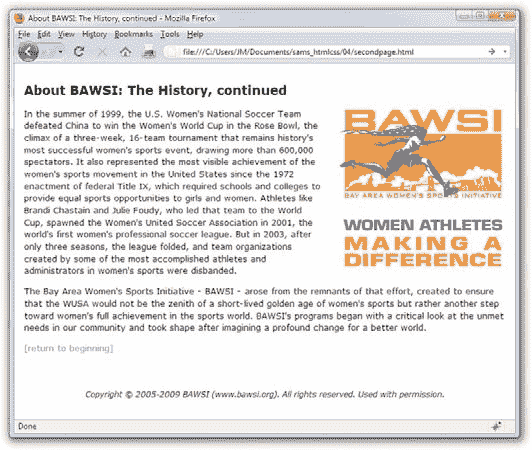 About BAWSI: The History, continued - Mozilla Firefox
File Edit View History Bookmarks Tools Help
file:///C:/Users/JM/Documents/sams_htmlcss/04/secondpage.html
About BAWSI: The History, continued
In the summer of 1999, the U.S. Women's National Soccer Team
defeated China to win the Women's World Cup in the Rose Bowl, the
climax of a three-week, 16-team tournament that remains history's
most successful women's sports event, drawing more than 600,000
spectators. It also represented the most visible achievement of the
women's sports movement in the United States since the 1972
enactment of federal Title IX, which required schools and colleges to
provide equal sports opportunities to girls and women. Athletes like
Brandi Chastain and Julie Foudy, who led that team to the World
Cup, spawned the Women's United Soccer Association in 2001, the
world's first women's professional soccer league. But in 2003, after
only three seasons, the league folded, and team organizations
created by some of the most accomplished athletes and
administrators in women's sports were disbanded.
BAWSI
BAY AREA WOMEN'S SPORTS INITIATIVE
WOMEN ATHLETES
MAKING A
DIFFERENCE
The Bay Area Women's Sports Initiative - BAWSI - arose from the remnants of that effort, created to ensure
that the WUSA would not be the zenith of a short-lived golden age of women's sports but rather another step
toward women's full achievement in the sports world. BAWSI's programs began with a critical look at the unmet
needs in our community and took shape after imagining a profound change for a better world.
[return to beginning]
Copyright © 2005-2009 BAWSI (www.bawsi.org). All rights reserved. Used with permission.
Done